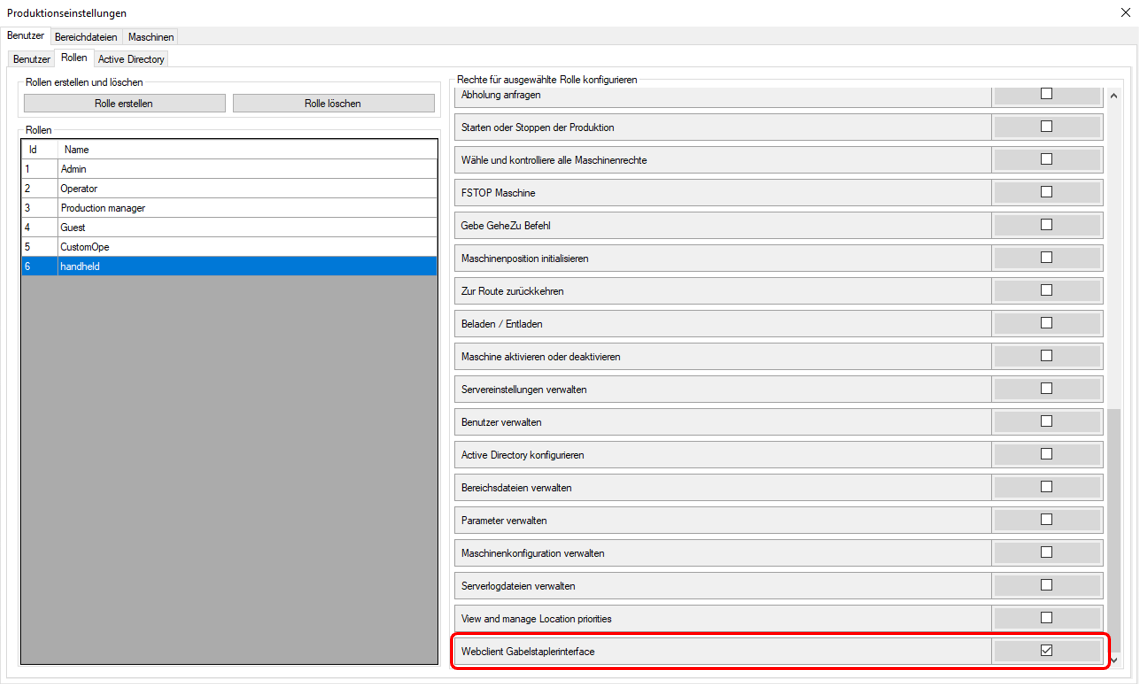 Produktionseinstellungen
Benutzer Bereichdateien Maschinen
Benutzer Rollen Active Directory
Rollen erstellen und löschen
Rolle erstellen Rolle löschen
Rollen
Id Name
1 Admin
2 Operator
3 Production manager
4 Guest
5 CustomOpe
6 handheld
Rechte für ausgewählte Rolle konfigurieren
Abholung anfragen
Starten oder Stoppen der Produktion
Wähle und kontrolliere alle Maschinenrechte
FSTOP Maschine
Gebe GeheZu Befehl
Maschinenposition initialisieren
Zur Route zurückkehren
Beladen / Entladen
Maschine aktivieren oder deaktivieren
Servereinstellungen verwalten
Benutzer verwalten
Active Directory konfigurieren
Bereichsdateien verwalten
Parameter verwalten
Maschinenkonfiguration verwalten
Serverlogdateien verwalten
View and manage Location priorities
Webclient Gabelstaplerinterface